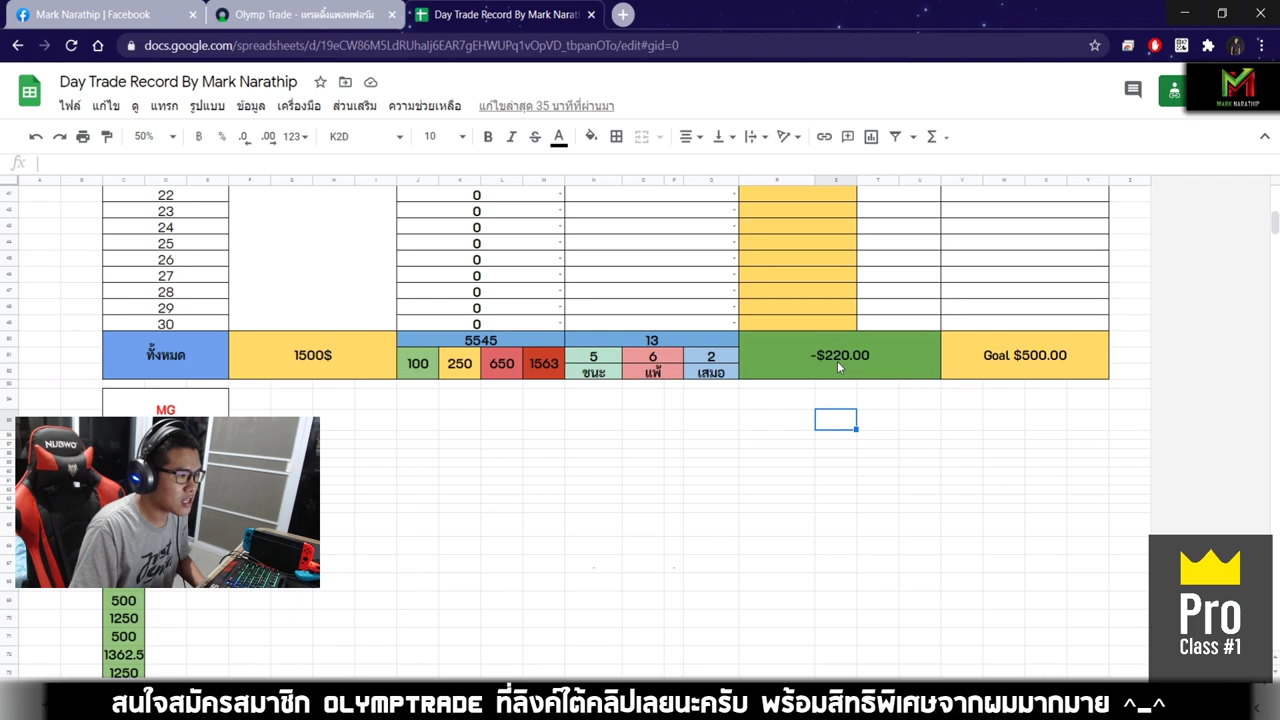 Mark Narathip | Facebook
Olymp Trade - เทรดดิ้งแพลทฟอร์ม
Day Trade Record By Mark Narat
docs.google.com/spreadsheets/d/19eCW86M5LdRUhaIj6EAR7gEHWUPq1vOpVD_tbpanOTo/edit#gid=0
Day Trade Record By Mark Narathip
ไฟล์ แก้ไข ดู แทรก รูปแบบ ข้อมูล เครื่องมือ ส่วนเสริม ความช่วยเหลือ แก้ไขล่าสุด 35 นาทีที่ผ่านมา
MARK NARATHIP
50% ฿ % .0 .00 123 K2D 10 B I S A
fx
22 0
23 0
24 0
25 0
26 0
27 0
28 0
29 0
30 0
ทั้งหมด 1500$ 5545 13 -$220.00 Goal $500.00
100 250 650 1563 5 6 2
ชนะ แพ้ เสมอ
MG
NUBWO
500
1250
500
1362.5
1250
Pro
Class #1
สนใจสมัครสมาชิก OLYMPTRADE ที่ลิงค์ใต้คลิปเลยนะครับ พร้อมสิทธิพิเศษจากผมมากมาย ^_^